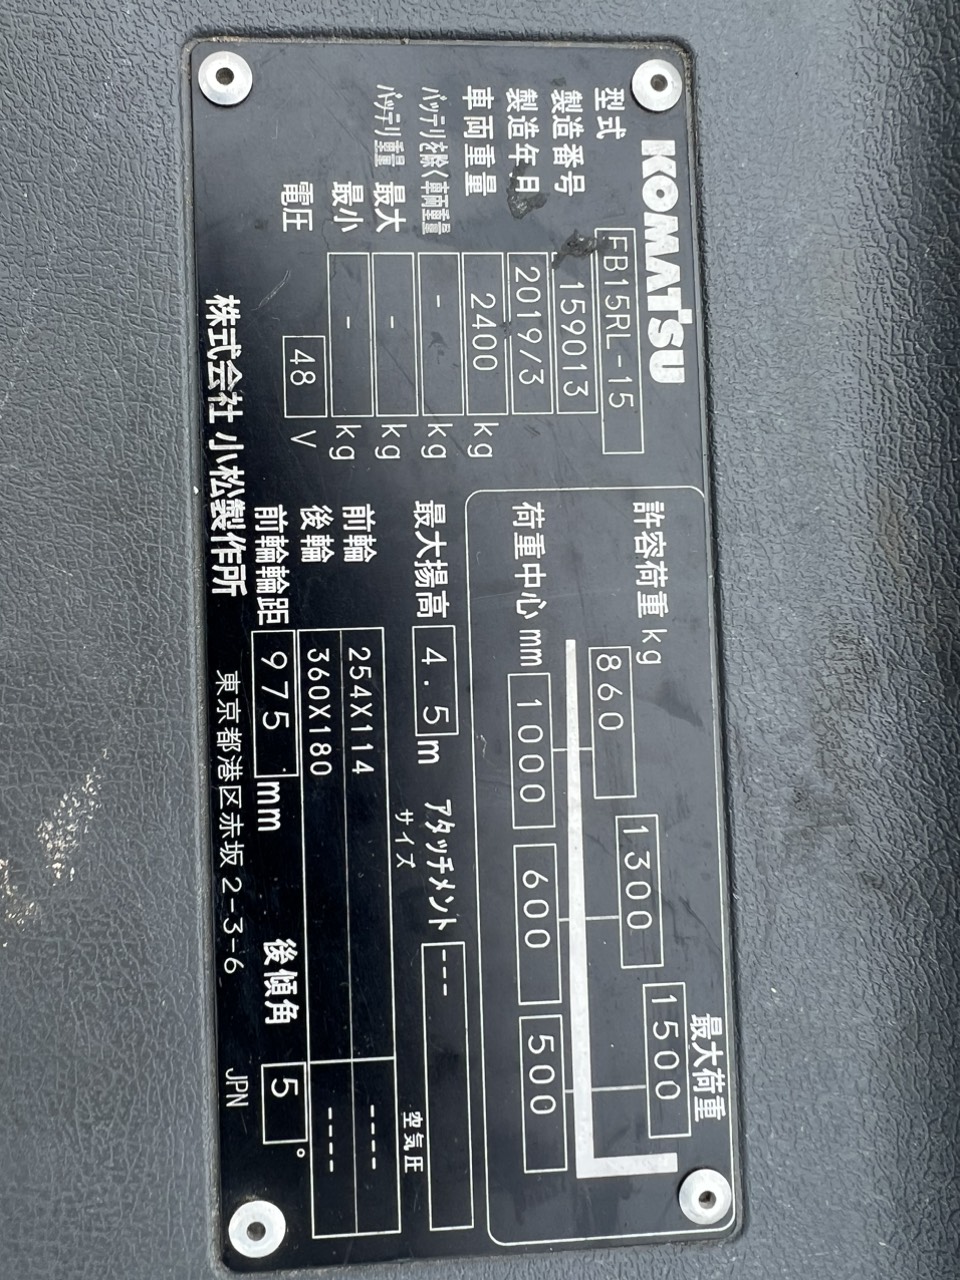 KOMATSU
型式 FB15RL-15
製造番号 159013
製造年月 2019/3
車両重量 2400 kg
バッテリを除く車両重量 - kg
バッテリ重量 最大 - kg
最小 - kg
電圧 48 V
最大荷重
許容荷重 kg 860 1300 1500
荷重中心 mm 1000 600 500
最大揚高 4.5 m アタッチメント ---
サイズ 空気圧
前輪 254X114 ----
後輪 360X180 ----
前輪輪距 975 mm 後傾角 5 °
株式会社 小松製作所 東京都港区赤坂 2-3-6 JPN